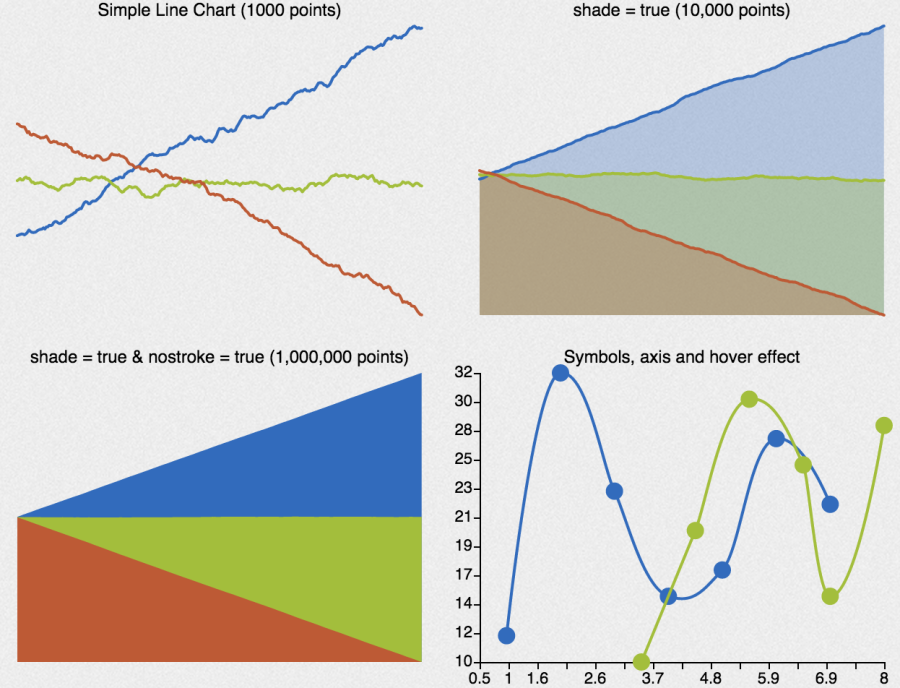 Simple Line Chart (1000 points)
shade = true (10,000 points)
shade = true & nostroke = true (1,000,000 points)
Symbols, axis and hover effect
32
30
28
25
23
21
19
17
14
12
10
0.5 1 1.6 2.6 3.7 4.8 5.9 6.9 8